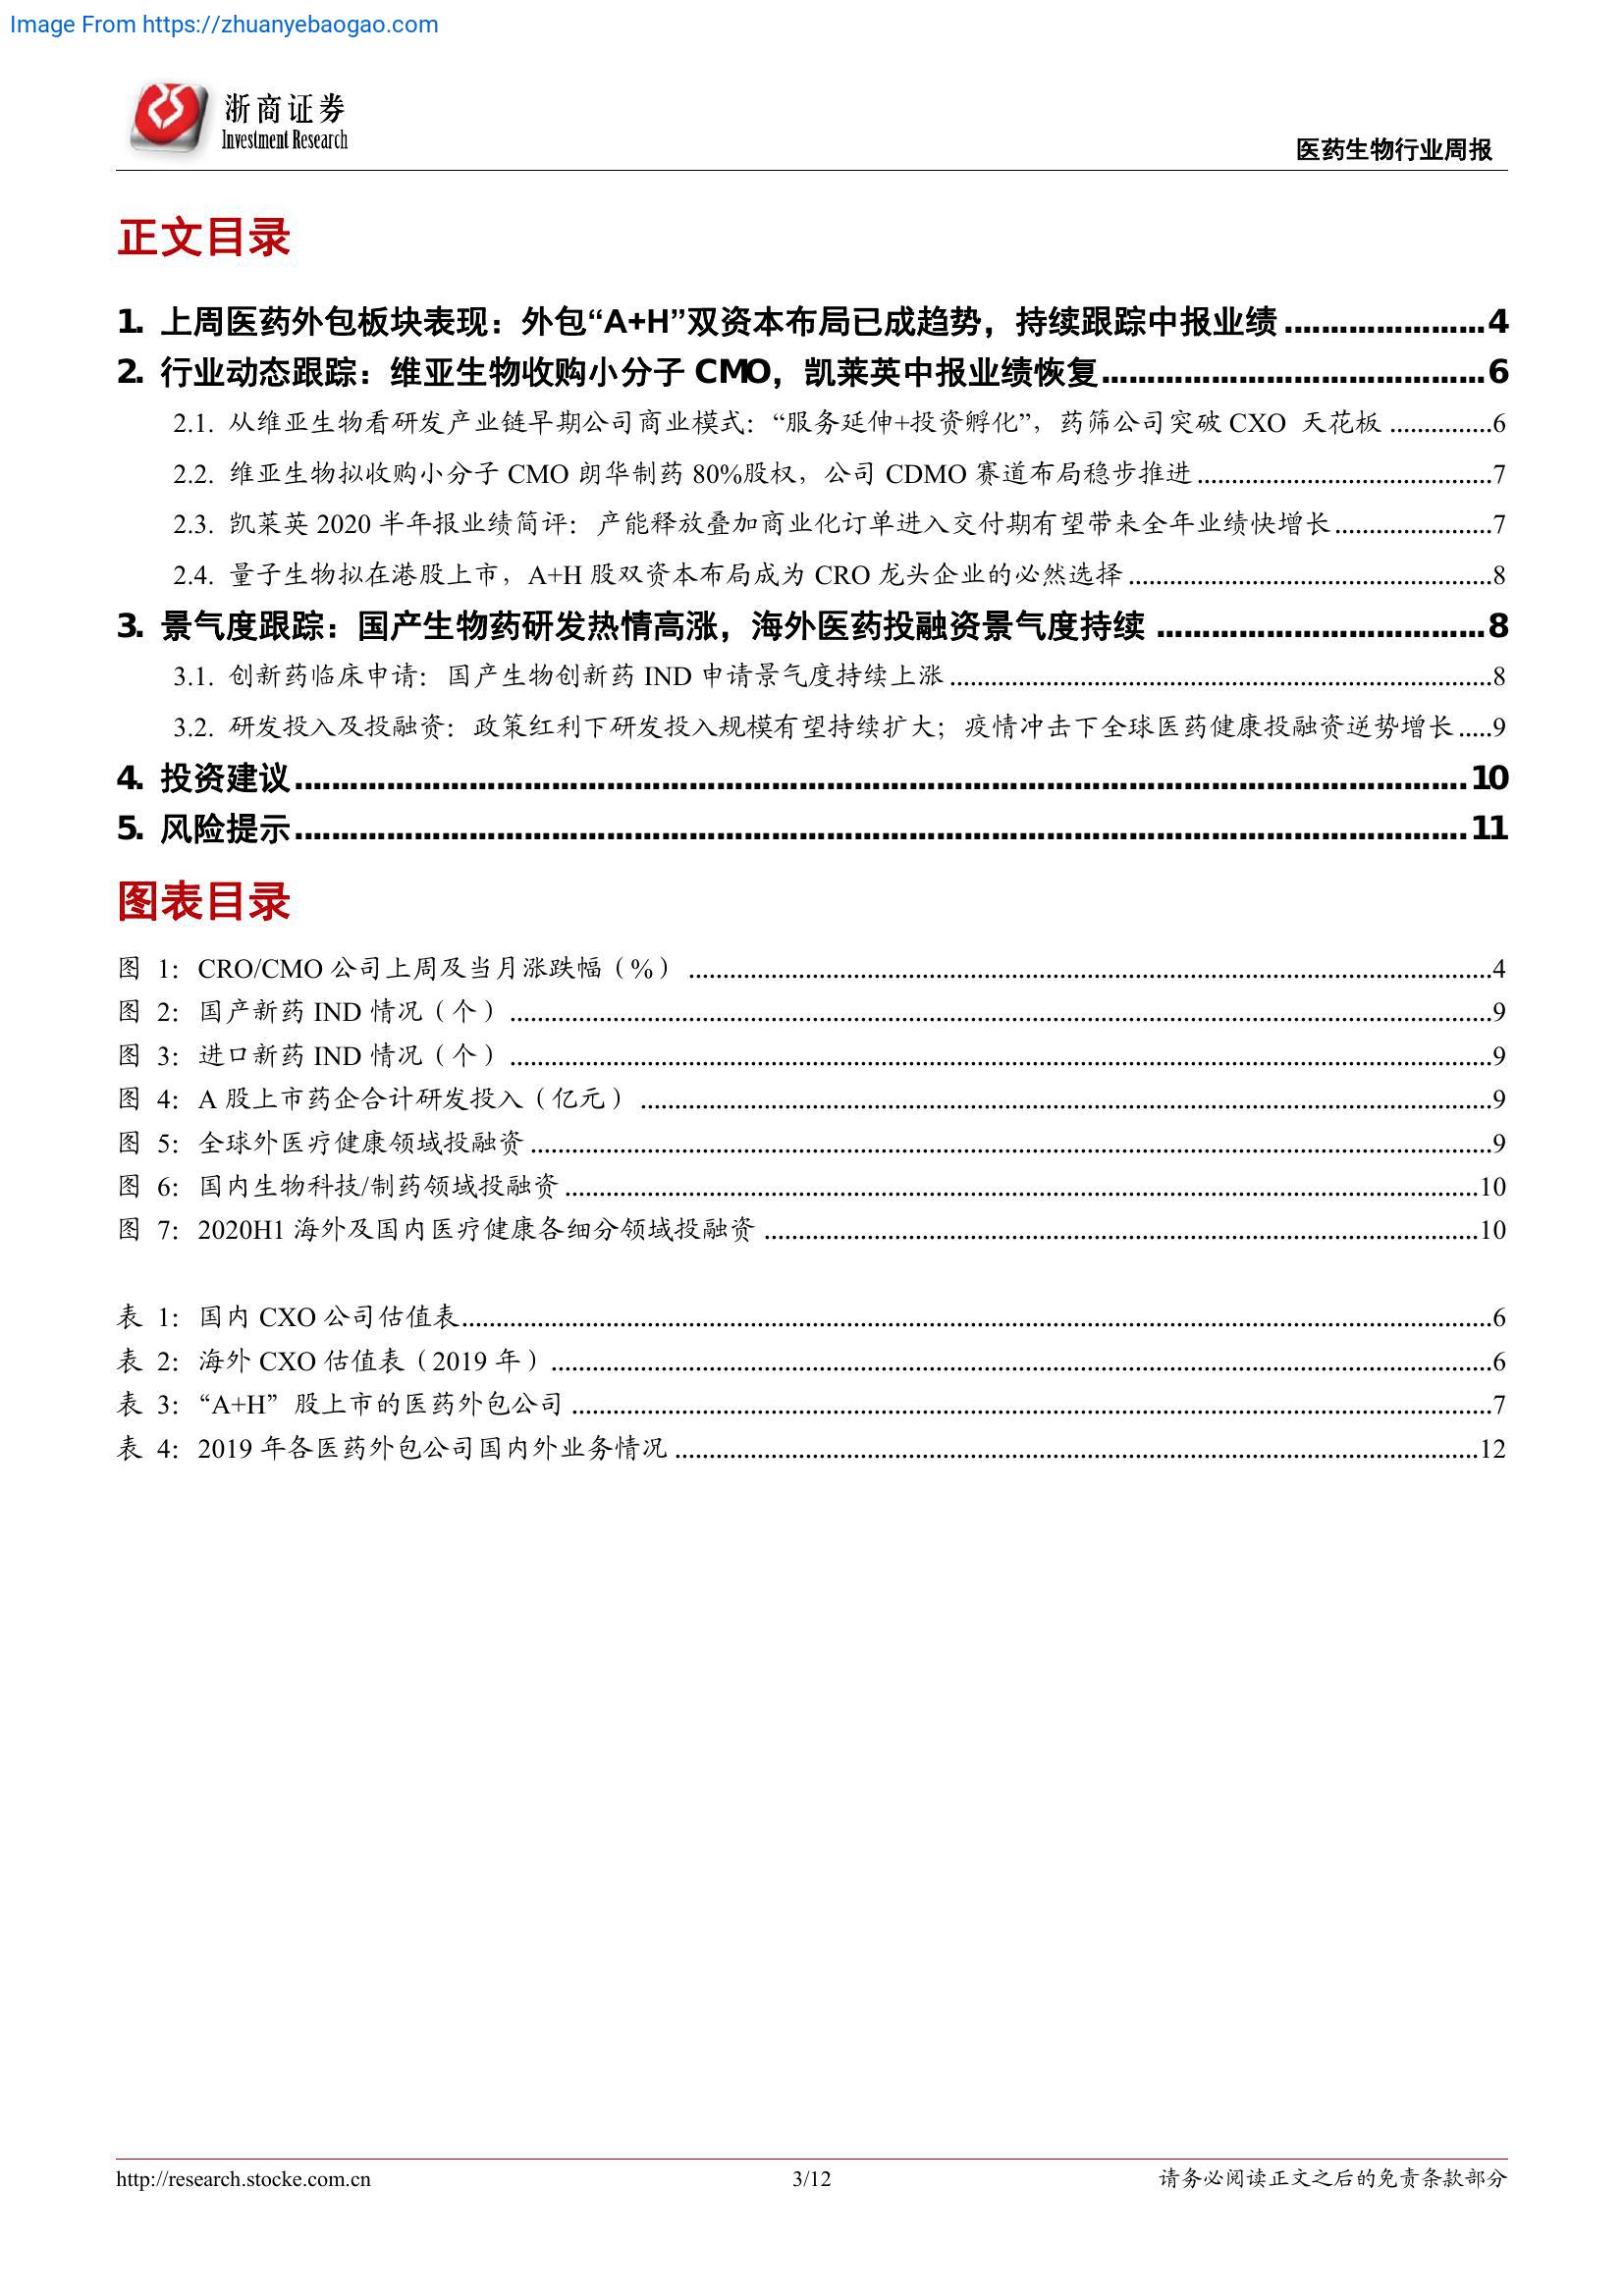 Image From https://zhuanyebaogao.com
浙商证券
Investment Research
医药生物行业周报
正文目录
1. 上周医药外包板块表现：外包“A+H”双资本布局已成趋势，持续跟踪中报业绩......................4
2. 行业动态跟踪：维亚生物收购小分子 CMO，凯莱英中报业绩恢复..........................................6
2.1. 从维亚生物看研发产业链早期公司商业模式：“服务延伸+投资孵化”，药筛公司突破 CXO 天花板...............6
2.2. 维亚生物拟收购小分子 CMO 朗华制药 80%股权，公司 CDMO 赛道布局稳步推进...........................................7
2.3. 凯莱英 2020 半年报业绩简评：产能释放叠加商业化订单进入交付期有望带来全年业绩快增长.......................7
2.4. 量子生物拟在港股上市，A+H 股双资本布局成为 CRO 龙头企业的必然选择.....................................................8
3. 景气度跟踪：国产生物药研发热情高涨，海外医药投融资景气度持续....................................8
3.1. 创新药临床申请：国产生物创新药 IND 申请景气度持续上涨...............................................................................8
3.2. 研发投入及投融资：政策红利下研发投入规模有望持续扩大；疫情冲击下全球医药健康投融资逆势增长.....9
4. 投资建议................................................................................................................................10
5. 风险提示................................................................................................................................11
图表目录
图 1：CRO/CMO 公司上周及当月涨跌幅（%）.....................................................................................................................4
图 2：国产新药 IND 情况（个）...............................................................................................................................................9
图 3：进口新药 IND 情况（个）...............................................................................................................................................9
图 4：A 股上市药企合计研发投入（亿元）............................................................................................................................9
图 5：全球外医疗健康领域投融资............................................................................................................................................9
图 6：国内生物科技/制药领域投融资.....................................................................................................................................10
图 7：2020H1 海外及国内医疗健康各细分领域投融资........................................................................................................10
表 1：国内 CXO 公司估值表......................................................................................................................................................6
表 2：海外 CXO 估值表（2019 年）.........................................................................................................................................6
表 3：“A+H”股上市的医药外包公司......................................................................................................................................7
表 4：2019 年各医药外包公司国内外业务情况.....................................................................................................................12
http://research.stocke.com.cn
3/12
请务必阅读正文之后的免责条款部分